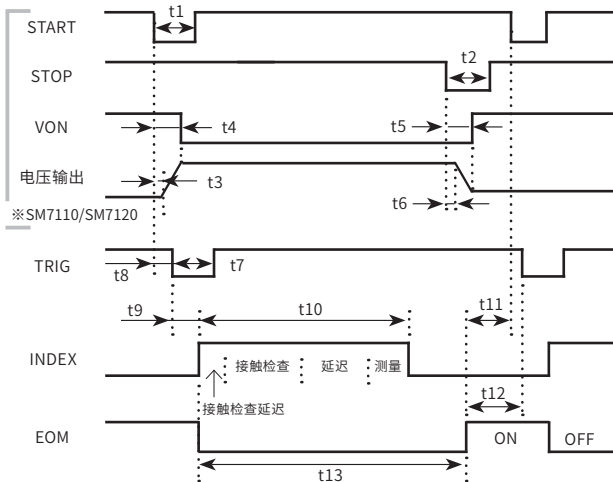 t1
START
t2
STOP
VON
t4
t5
电压输出
t3
※SM7110/SM7120
t6
TRIG
t8
t7
t9
t10
t11
INDEX
接触检查
延迟
测量
接触检查延迟
t12
EOM
ON
OFF
t13